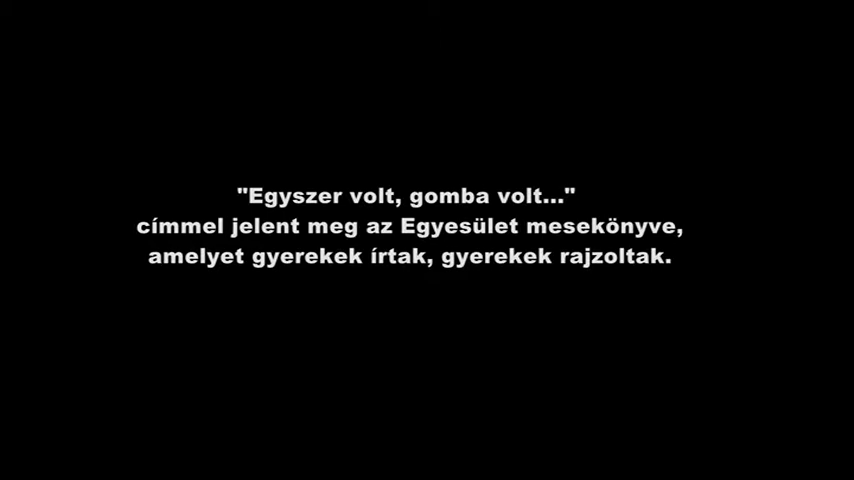 "Egyszer volt, gomba volt..."
címmel jelent meg az Egyesület mesekönyve,
amelyet gyerekek írtak, gyerekek rajzoltak.